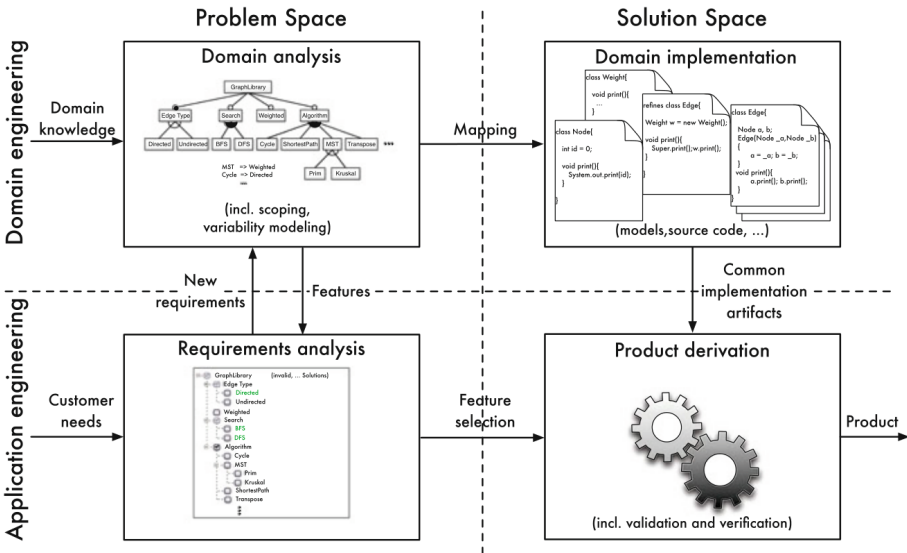 Problem Space
Solution Space
Domain engineering
Domain knowledge
Domain analysis
GraphLibrary
Edge Type
Search
Weighted
Algorithm
Directed
Undirected
BFS
DFS
Cycle
ShortestPath
MST
Transpose
MST => Weighted
Cycle => Directed
Prim
Kruskal
(incl. scoping,
variability modeling)
Mapping
Domain implementation
class Weight{
void print(){
...
}
class Node{
int id = 0;
void print(){
System.out.print(id);
}
}
refines class Edge{
Weight w = new Weight();
void print(){
Super.print();w.print();
}
}
class Edge{
Node a, b;
Edge(Node _a,Node _b)
{
a = _a; b = _b;
}
void print(){
a.print(); b.print();
}
}
(models,source code, ...)
New
requirements
Features
Common
implementation
artifacts
Application engineering
Customer
needs
Requirements analysis
GraphLibrary (invalid, ... Solutions)
Edge Type
Directed
Undirected
Weighted
Search
BFS
DFS
Algorithm
Cycle
MST
Prim
Kruskal
ShortestPath
Transpose
Feature
selection
Product derivation
(incl. validation and verification)
Product